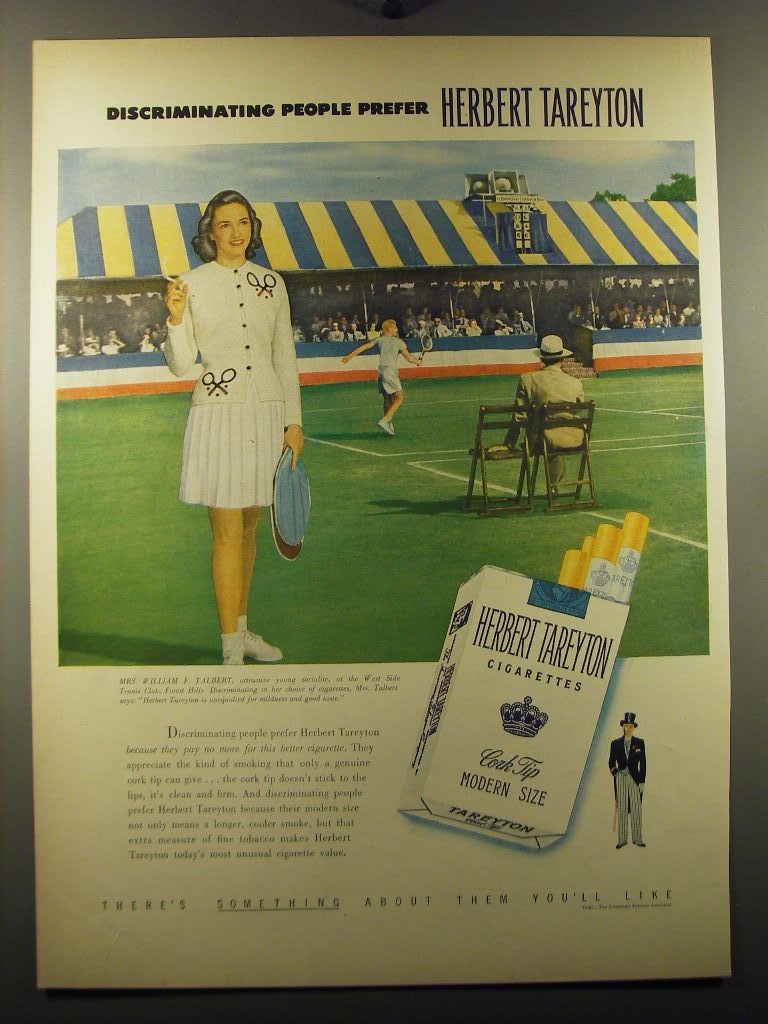 DISCRIMINATING PEOPLE PREFER HERBERT TAREYTON
MRS. WILLIAM F. TALBERT, attractive young socialite, at the West Side
Tennis Club, Forest Hills. Discriminating in her choice of cigarettes, Mrs. Talbert
says: "Herbert Tareyton is unequalled for mildness and good taste."
Discriminating people prefer Herbert Tareyton
because they pay no more for this better cigarette. They
appreciate the kind of smoking that only a genuine
cork tip can give . . . the cork tip doesn't stick to the
lips, it's clean and firm. And discriminating people
prefer Herbert Tareyton because their modern size
not only means a longer, cooler smoke, but that
extra measure of fine tobacco makes Herbert
Tareyton today's most unusual cigarette value.
HERBERT TAREYTON
CIGARETTES
Cork Tip
MODERN SIZE
TAREYTON
THERE'S SOMETHING ABOUT THEM YOU'LL LIKE
Copr., The American Tobacco Company